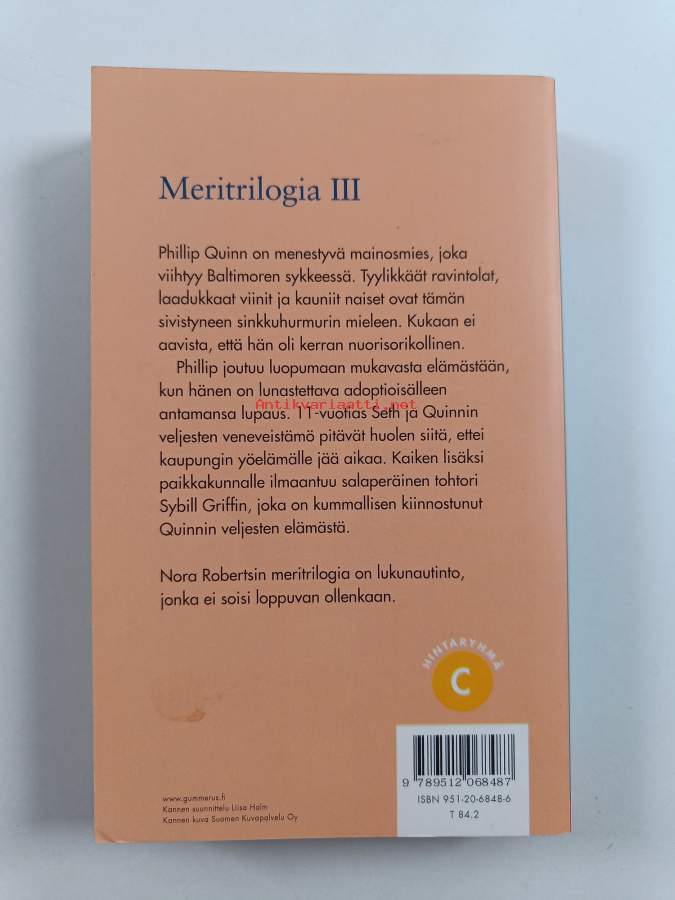 Meritrilogia III
Phillip Quinn on menestyvä mainosmies, joka
viihtyy Baltimoren sykkeessä. Tyylikkäät ravintolat,
laadukkaat viinit ja kauniit naiset ovat tämän
sivistyneen sinkkuhurmurin mieleen. Kukaan ei
aavista, että hän oli kerran nuorisorikollinen.
Phillip joutuu luopumaan mukavasta elämästään,
kun hänen on lunastettava adoptioisälleen
antamansa lupaus. 11-vuotias Seth ja Quinnin
Antikvariaatti.net
veljesten veneveistämö pitävät huolen siitä, ettei
kaupungin yöelämälle jää aikaa. Kaiken lisäksi
paikkakunnalle ilmaantuu salaperäinen tohtori
Sybill Griffin, joka on kummallisen kiinnostunut
Quinnin veljesten elämästä.
Nora Robertsin meritrilogia on lukunautinto,
jonka ei soisi loppuvan ollenkaan.
HINTARYHMÄ
C
9 789512 068487
ISBN 951-20-6848-6
T 84.2
www.gummerus.fi
Kannen suunnittelu Liisa Holm
Kannen kuva Suomen Kuvapalvelu Oy